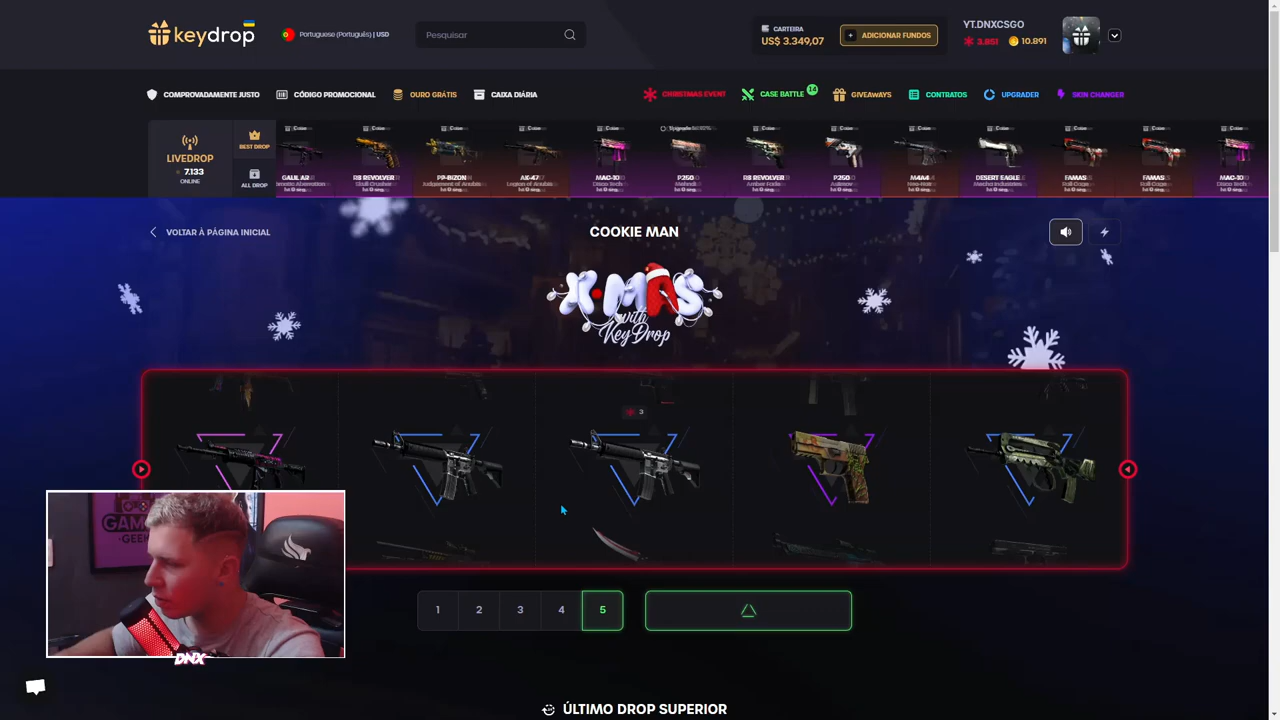 keydrop
Portuguese (Português) | USD
Pesquisar
CARTEIRA
US$ 3.349,07
+ ADICIONAR FUNDOS
YT.DNXCSGO
3.851
10.891
COMPROVADAMENTE JUSTO
CÓDIGO PROMOCIONAL
OURO GRÁTIS
CAIXA DIÁRIA
CHRISTMAS EVENT
CASE BATTLE
14
GIVEAWAYS
CONTRATOS
UPGRADER
SKIN CHANGER
LIVEDROP
7.133
ONLINE
BEST DROP
ALL DROP
GALIL AR
R8 REVOLVER
PP-BIZON
AK-47
MAC-10
P250
R8 REVOLVER
P250
M4A4
DESERT EAGLE
FAMAS
FAMAS
MAC-10
VOLTAR À PÁGINA INICIAL
COOKIE MAN
X-MAS
with
KeyDrop
3
GAM
GEEK
DNX
1
2
3
4
5
ÚLTIMO DROP SUPERIOR